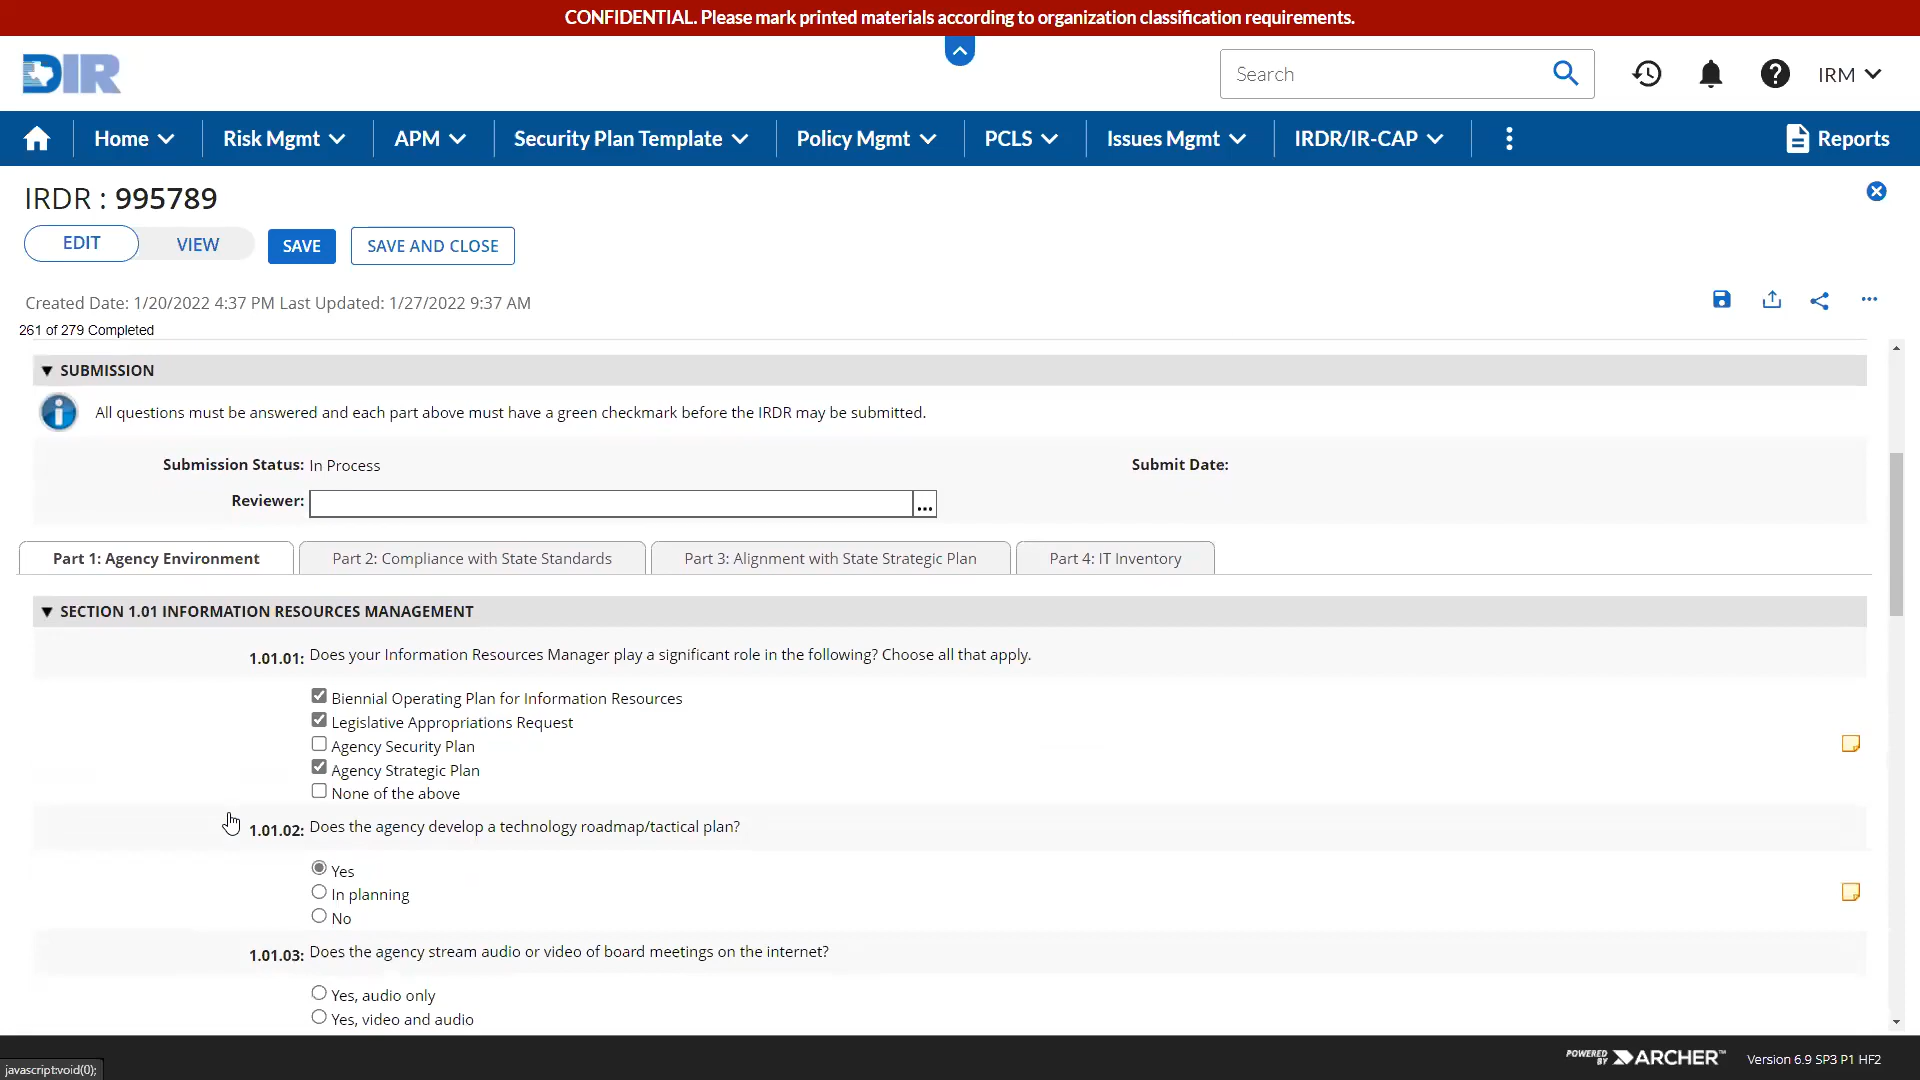 CONFIDENTIAL. Please mark printed materials according to organization classification requirements.
DIR
Search
IRM
Home
Risk Mgmt
APM
Security Plan Template
Policy Mgmt
PCLS
Issues Mgmt
IRDR/IR-CAP
Reports
IRDR : 995789
EDIT
VIEW
SAVE
SAVE AND CLOSE
Created Date: 1/20/2022 4:37 PM Last Updated: 1/27/2022 9:37 AM
261 of 279 Completed
SUBMISSION
All questions must be answered and each part above must have a green checkmark before the IRDR may be submitted.
Submission Status: In Process
Submit Date:
Reviewer:
...
Part 1: Agency Environment
Part 2: Compliance with State Standards
Part 3: Alignment with State Strategic Plan
Part 4: IT Inventory
SECTION 1.01 INFORMATION RESOURCES MANAGEMENT
1.01.01: Does your Information Resources Manager play a significant role in the following? Choose all that apply.
Biennial Operating Plan for Information Resources
Legislative Appropriations Request
Agency Security Plan
Agency Strategic Plan
None of the above
1.01.02: Does the agency develop a technology roadmap/tactical plan?
Yes
In planning
No
1.01.03: Does the agency stream audio or video of board meetings on the internet?
Yes, audio only
Yes, video and audio
POWERED BY ARCHER™
Version 6.9 SP3 P1 HF2
javascript:void(0);